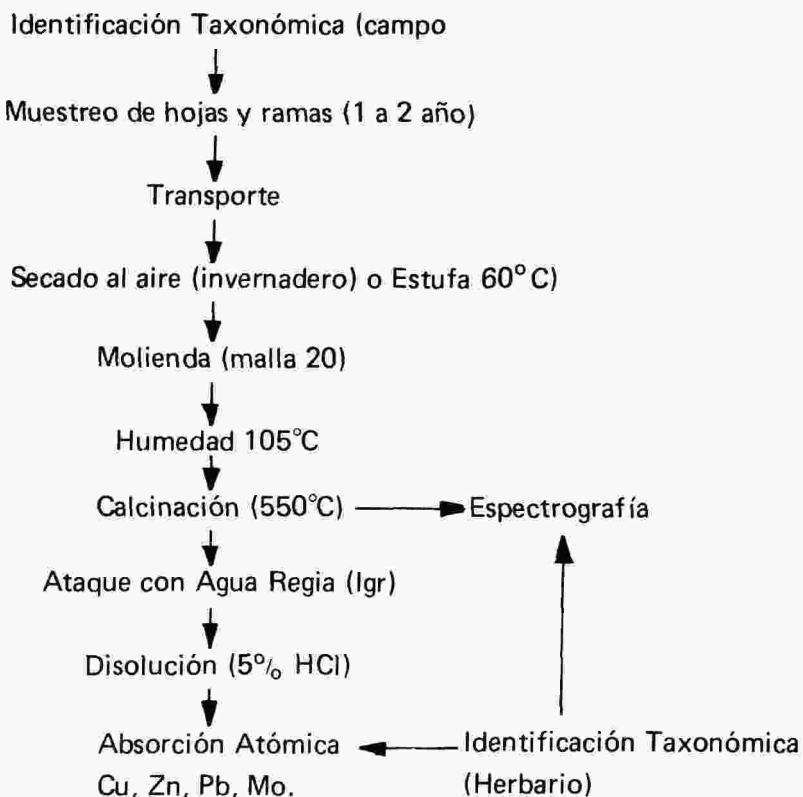 Identificación Taxonómica (campo
Muestreo de hojas y ramas (1 a 2 año)
Transporte
Secado al aire (invernadero) o Estufa 60°C)
Molienda (malla 20)
Humedad 105°C
Calcinación (550°C)
Espectrografía
Ataque con Agua Regia (lgr)
Disolución (5% HCl)
Absorción Atómica
Cu, Zn, Pb, Mo.
Identificación Taxonómica
(Herbario)